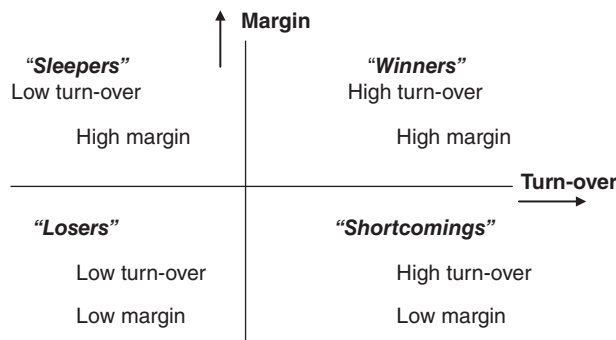 Margin
“Sleepers”
Low turn-over
High margin
“Winners”
High turn-over
High margin
Turn-over
“Losers”
Low turn-over
Low margin
“Shortcomings”
High turn-over
Low margin